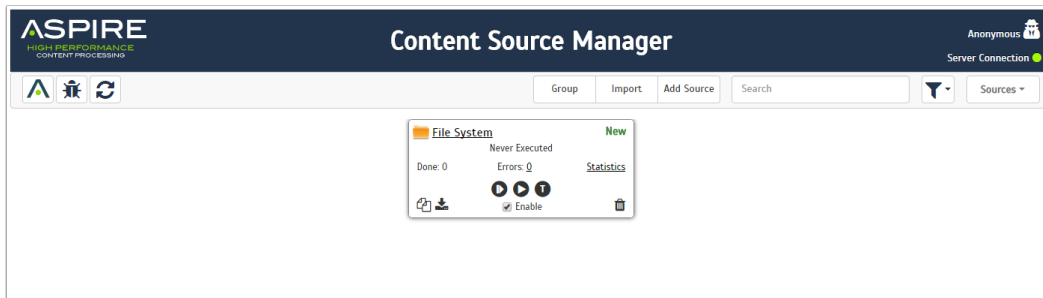 ASPIRE
HIGH PERFORMANCE
CONTENT PROCESSING
Content Source Manager
Anonymous
Server Connection
Group Import Add Source Search Sources
File System New
Never Executed
Done: 0 Errors: 0 Statistics
T
Enable